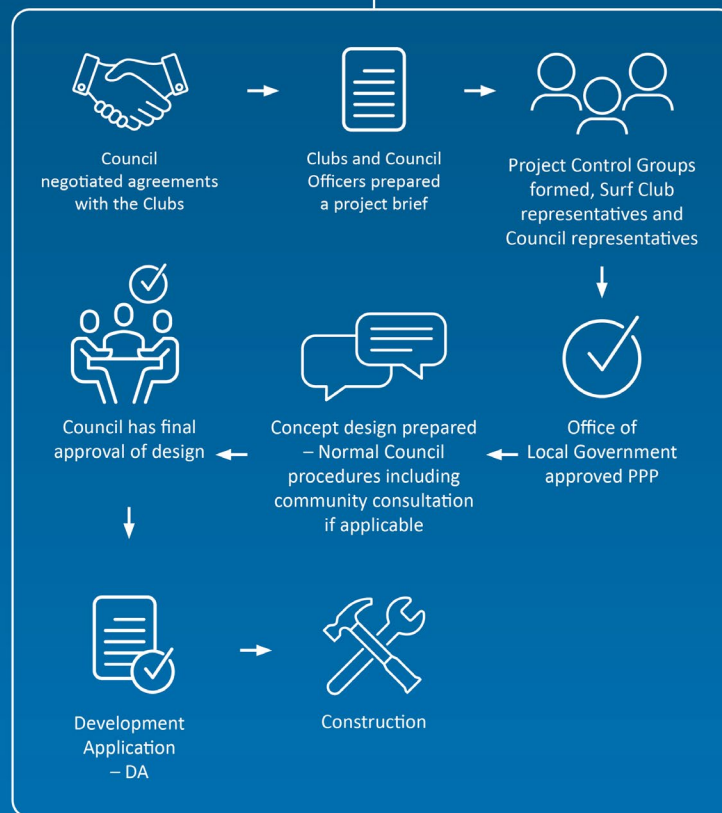 Council
negotiated agreements
with the Clubs
Clubs and Council
Officers prepared
a project brief
Project Control Groups
formed, Surf Club
representatives and
Council representatives
Office of
Local Government
approved PPP
Concept design prepared
– Normal Council
procedures including
community consultation
if applicable
Council has final
approval of design
Development
Application
– DA
Construction